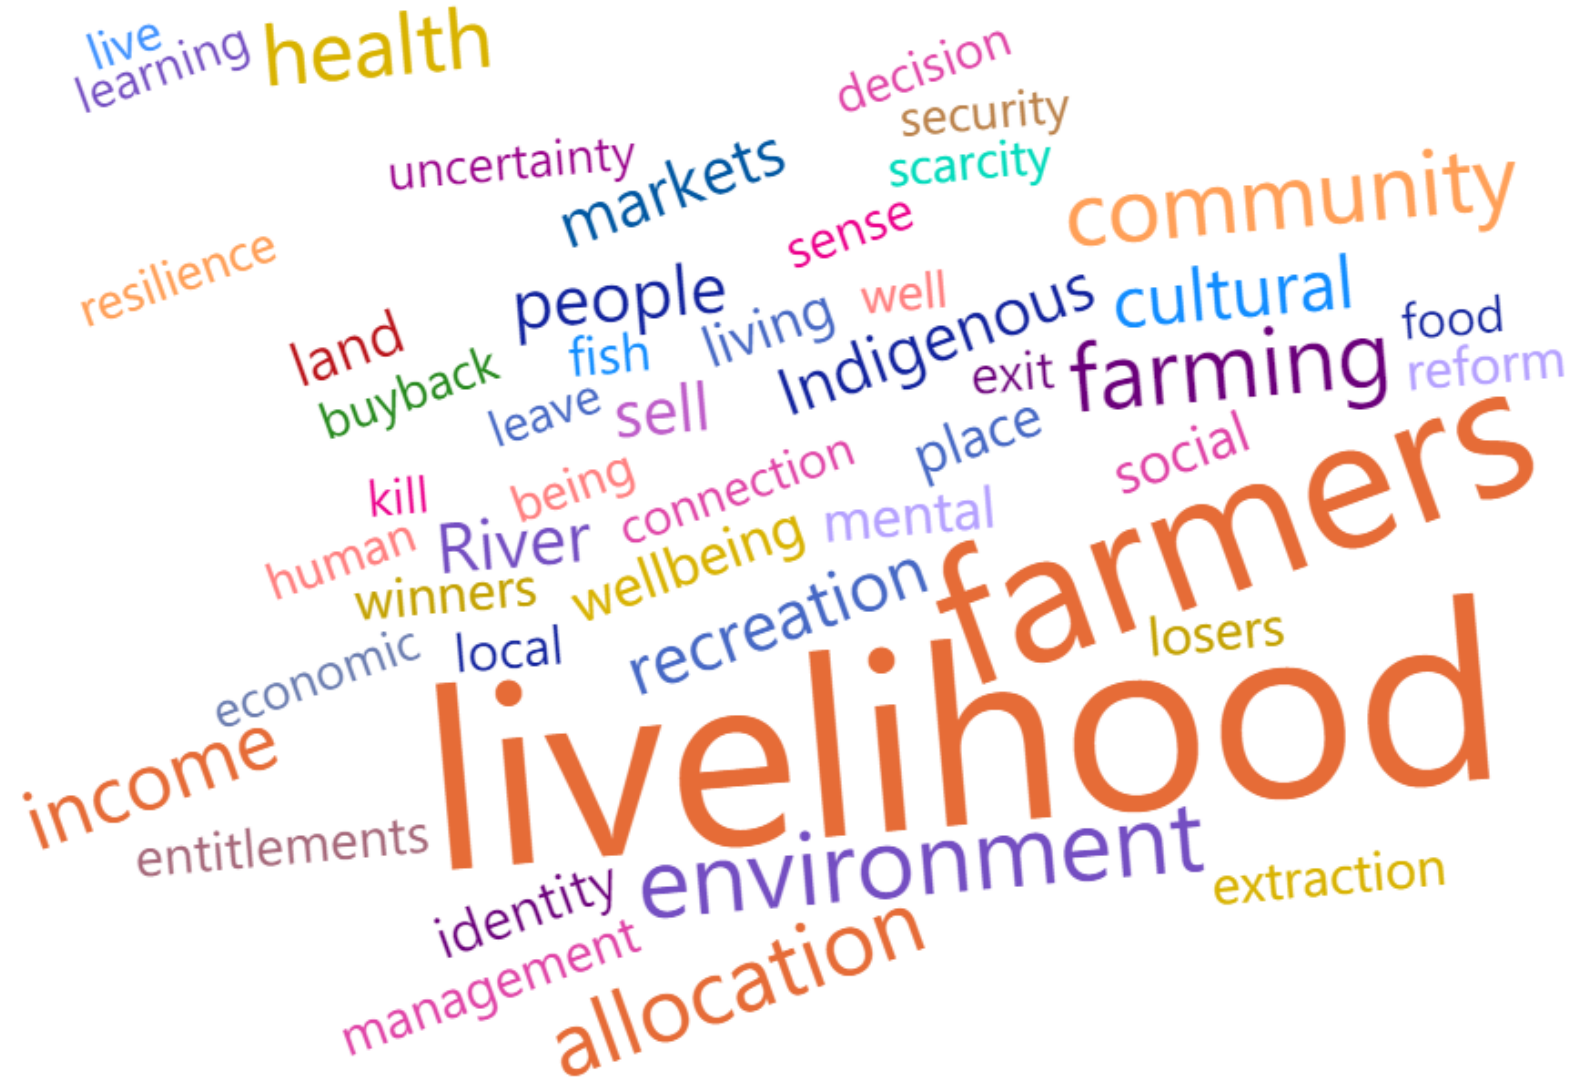 live
learning
health
decision
security
uncertainty
markets
scarcity
community
sense
resilience
people
land
fish
living
well
Indigenous
cultural
food
buyback
leave
sell
exit
farming
reform
place
social
kill
being
connection
farmers
human
River
mental
winners
wellbeing
recreation
losers
economic
local
livelihood
income
entitlements
identity
environment
extraction
management
allocation